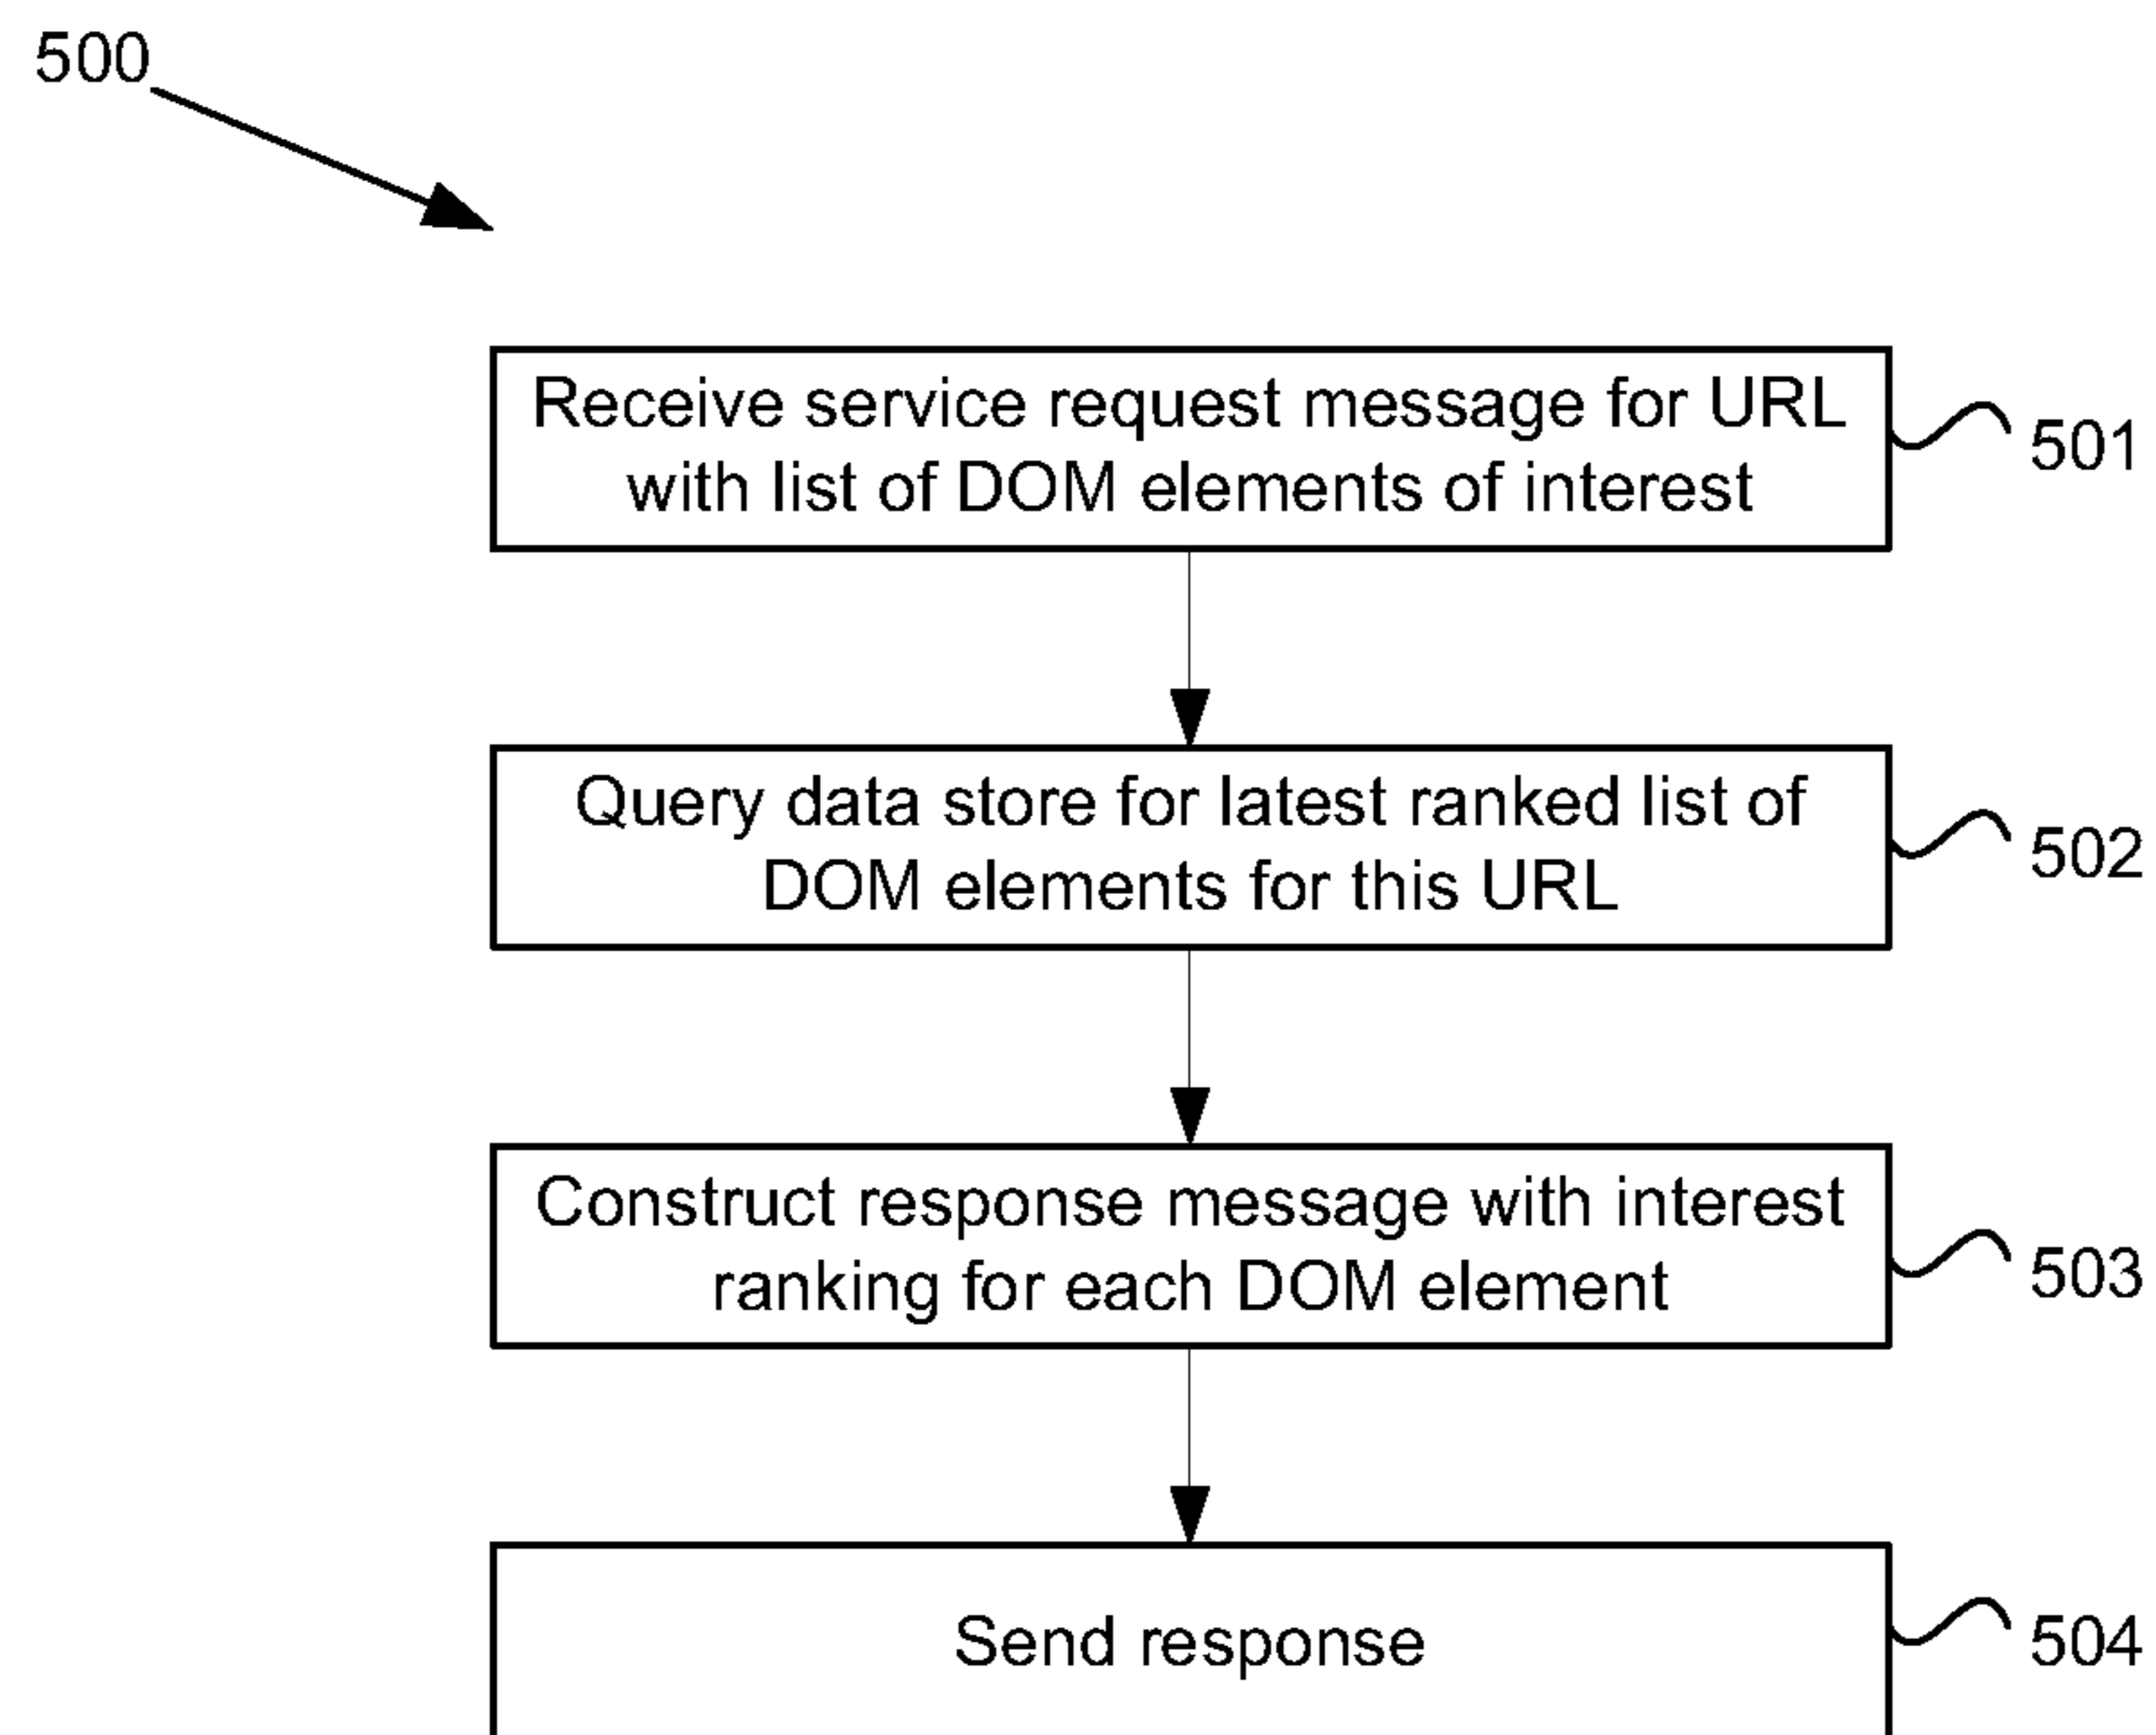 500
Receive service request message for URL
with list of DOM elements of interest
501
Query data store for latest ranked list of
DOM elements for this URL
502
Construct response message with interest
ranking for each DOM element
503
Send response
504